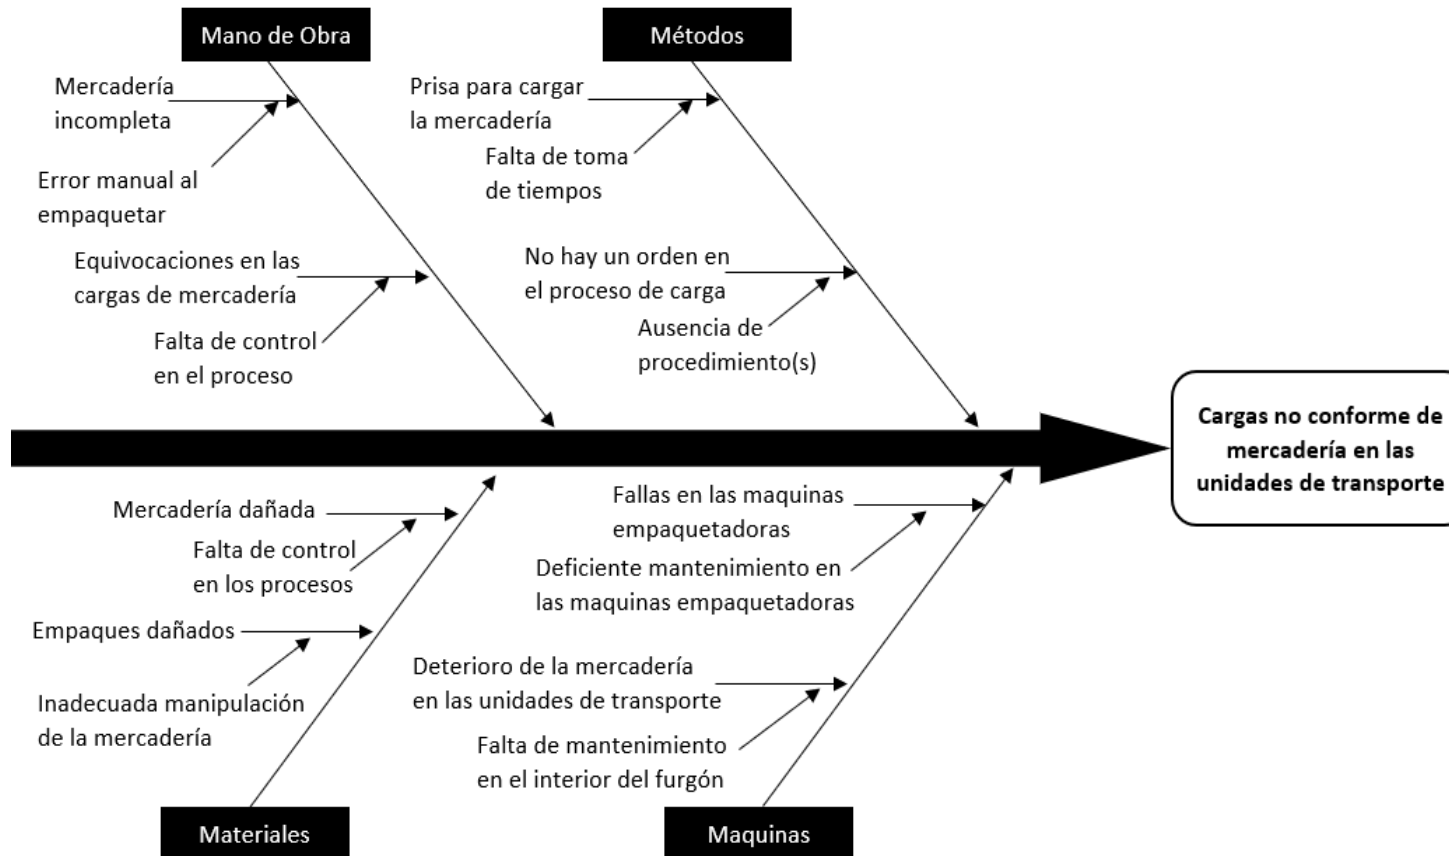 Mano de Obra
Métodos
Mercadería
incompleta
Error manual al
empaquetar
Equivocaciones en las
cargas de mercadería
Falta de control
en el proceso
Prisa para cargar
la mercadería
Falta de toma
de tiempos
No hay un orden en
el proceso de carga
Ausencia de
procedimiento(s)
Cargas no conforme de
mercadería en las
unidades de transporte
Mercadería dañada
Falta de control
en los procesos
Empaques dañados
Inadecuada manipulación
de la mercadería
Fallas en las maquinas
empaquetadoras
Deficiente mantenimiento en
las maquinas empaquetadoras
Deterioro de la mercadería
en las unidades de transporte
Falta de mantenimiento
en el interior del furgón
Materiales
Maquinas